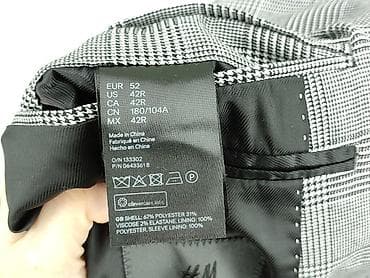 EUR 52
US 42R
CA 42R
CN 180/104A
MX 42R
Made in China
Fabriqué en Chine
Hecho en China
O/N 133302
GB SHELL: 67% POLYESTER 31%
VISCOSE 2% ELASTANE, LINING: 100%
POLYESTER, SLEEVE LINING: 100%
H&M